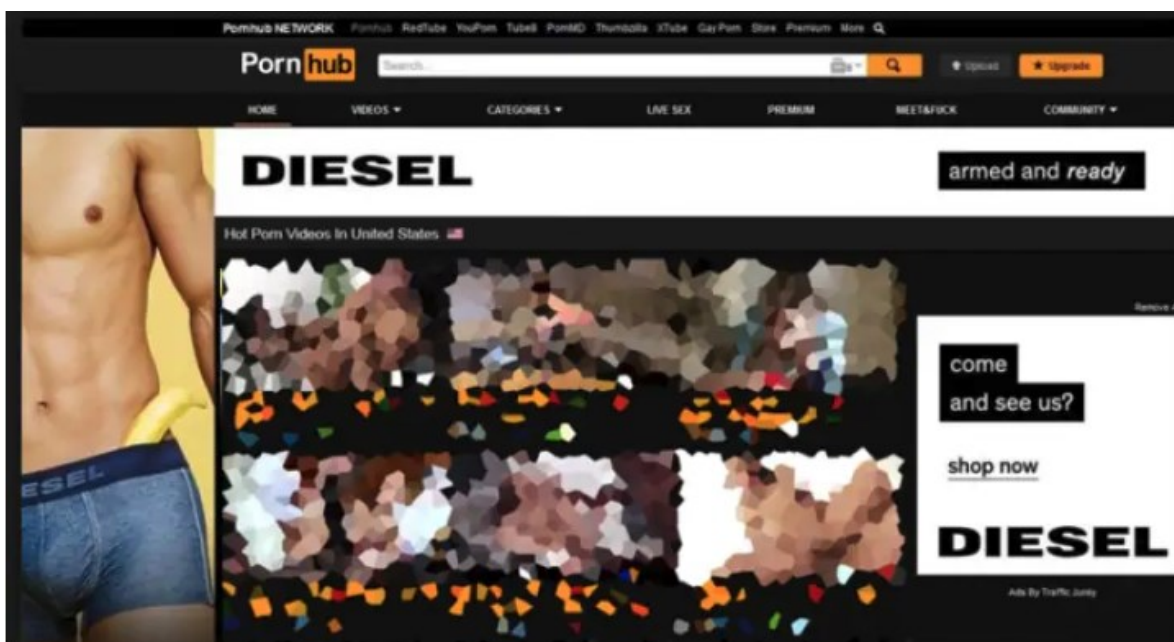 Pornhub NETWORK Pornhub RedTube YouPorn Tube8 PornMD Thumbzilla XTube Gay Porn Store Premium More
Porn hub Search... Upload Upgrade
HOME VIDEOS CATEGORIES LIVE SEX PREMIUM MEET&FUCK COMMUNITY
DIESEL armed and ready
Hot Porn Videos In United States
Remove
come
and see us?
shop now
ESEL
DIESEL
Ads By Traffic Junky